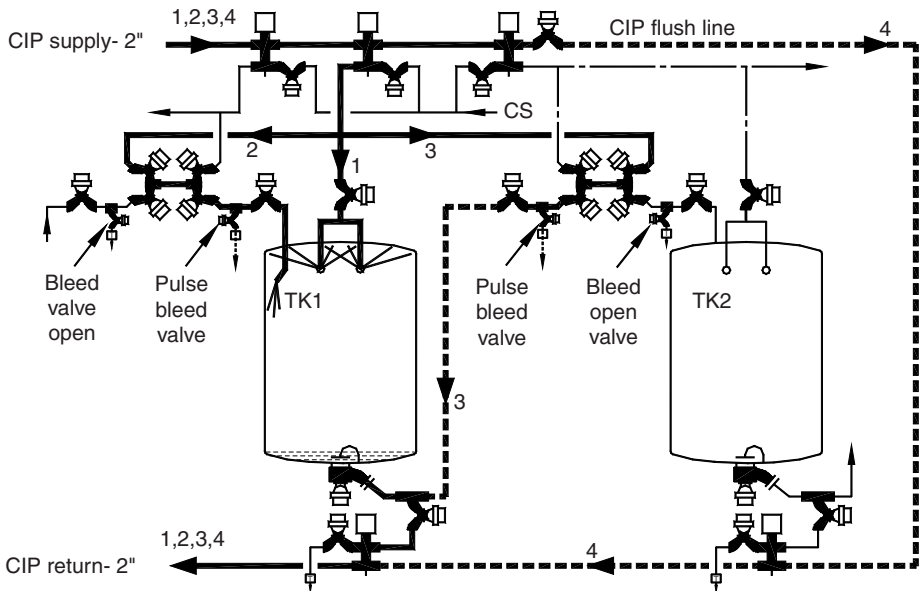 1,2,3,4
CIP supply- 2"
CIP flush line
4
CS
2
3
1
Bleed
valve
open
Pulse
bleed
valve
TK1
Pulse
bleed
valve
Bleed
open
valve
TK2
3
1,2,3,4
CIP return- 2"
4